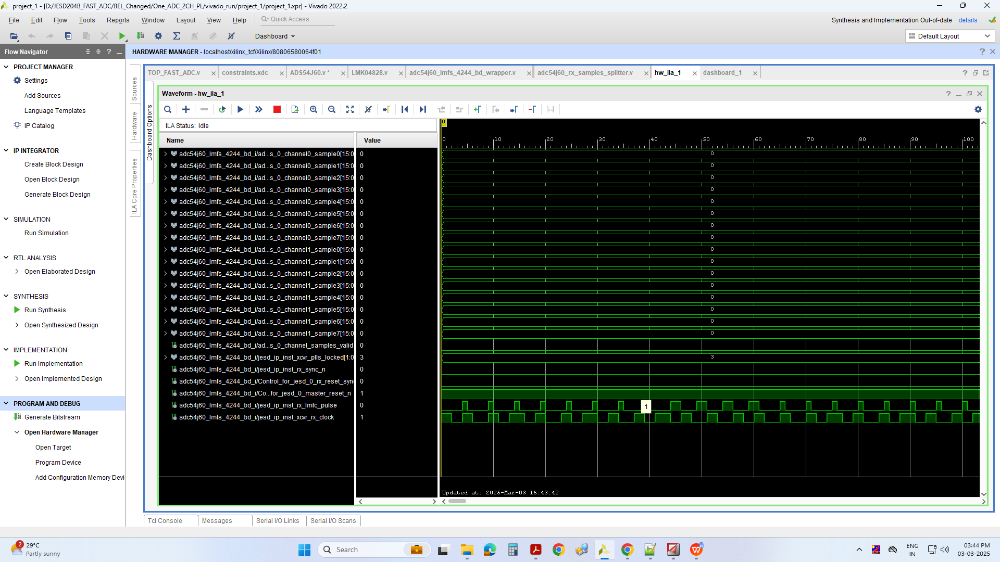 project_1 - [D:/JESD204B_FAST_ADC/BEL_Changed/One_ADC_2CH_PL/vivado_run/project_1/project_1.xpr] - Vivado 2022.2
File Edit Flow Tools Reports Window Layout View Help Quick Access
Synthesis and Implementation Out-of-date details
Dashboard
Default Layout
Flow Navigator
HARDWARE MANAGER - localhost/xilinx_tcf/Xilinx/80806580064f01
PROJECT MANAGER
Settings
Add Sources
Language Templates
IP Catalog
IP INTEGRATOR
Create Block Design
Open Block Design
Generate Block Design
SIMULATION
Run Simulation
RTL ANALYSIS
Open Elaborated Design
SYNTHESIS
Run Synthesis
Open Synthesized Design
IMPLEMENTATION
Run Implementation
Open Implemented Design
PROGRAM AND DEBUG
Generate Bitstream
Open Hardware Manager
Open Target
Program Device
Add Configuration Memory Devi
Sources
Hardware
ILA Core Properties
Dashboard Options
TOP_FAST_ADC.v constraints.xdc ADS54J60.v * LMK04828.v adc54j60_lmfs_4244_bd_wrapper.v adc54j60_rx_samples_splitter.v hw_ila_1 dashboard_1
Waveform - hw_ila_1
ILA Status: Idle
Name Value
0
0 10 20 30 40 50 60 70 80 90 100
adc54j60_lmfs_4244_bd_i/ad...s_0_channel0_sample0[15:0 0 0
adc54j60_lmfs_4244_bd_i/ad...s_0_channel0_sample1[15:0 0 0
adc54j60_lmfs_4244_bd_i/ad...s_0_channel0_sample2[15:0 0 0
adc54j60_lmfs_4244_bd_i/ad...s_0_channel0_sample3[15:0 0 0
adc54j60_lmfs_4244_bd_i/ad...s_0_channel0_sample4[15:0 0 0
adc54j60_lmfs_4244_bd_i/ad...s_0_channel0_sample5[15:0 0 0
adc54j60_lmfs_4244_bd_i/ad...s_0_channel0_sample6[15:0 0 0
adc54j60_lmfs_4244_bd_i/ad...s_0_channel0_sample7[15:0 0 0
adc54j60_lmfs_4244_bd_i/ad...s_0_channel1_sample0[15:0 0 0
adc54j60_lmfs_4244_bd_i/ad...s_0_channel1_sample1[15:0 0 0
adc54j60_lmfs_4244_bd_i/ad...s_0_channel1_sample2[15:0 0 0
adc54j60_lmfs_4244_bd_i/ad...s_0_channel1_sample3[15:0 0 0
adc54j60_lmfs_4244_bd_i/ad...s_0_channel1_sample4[15:0 0 0
adc54j60_lmfs_4244_bd_i/ad...s_0_channel1_sample5[15:0 0 0
adc54j60_lmfs_4244_bd_i/ad...s_0_channel1_sample6[15:0 0 0
adc54j60_lmfs_4244_bd_i/ad...s_0_channel1_sample7[15:0 0 0
adc54j60_lmfs_4244_bd_i/ad...s_0_channel_samples_valid 0
adc54j60_lmfs_4244_bd_i/jesd_ip_inst_xcvr_plls_locked[1:0 3 3
adc54j60_lmfs_4244_bd_i/jesd_ip_inst_rx_sync_n 0
adc54j60_lmfs_4244_bd_i/Control_for_jesd_0_rx_reset_syn 0
adc54j60_lmfs_4244_bd_i/Co...for_jesd_0_master_reset_n 1
adc54j60_lmfs_4244_bd_i/jesd_ip_inst_rx_lmfc_pulse 0 1
adc54j60_lmfs_4244_bd_i/jesd_ip_inst_xcvr_rx_clock 1
Updated at: 2025-Mar-03 15:43:42
Tcl Console Messages Serial I/O Links Serial I/O Scans
2
29°C
Partly sunny
Search
ENG
IN
03:44 PM
03-03-2025